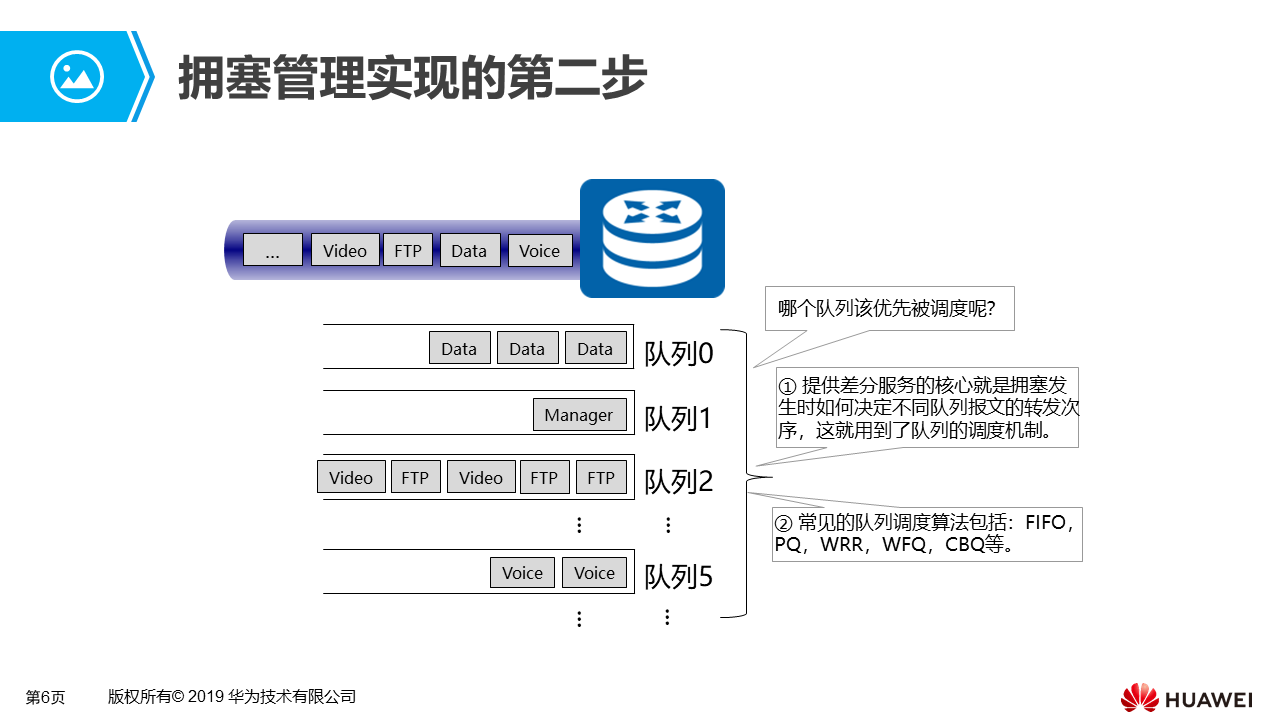 拥塞管理实现的第二步
... Video FTP Data Voice
哪个队列该优先被调度呢?
Data Data Data 队列0
① 提供差分服务的核心就是拥塞发
生时如何决定不同队列报文的转发次
序，这就用到了队列的调度机制。
Manager 队列1
Video FTP Video FTP FTP 队列2
② 常见的队列调度算法包括：FIFO，
PQ，WRR，WFQ，CBQ等。
Voice Voice 队列5
第6页 版权所有© 2019 华为技术有限公司
HUAWEI